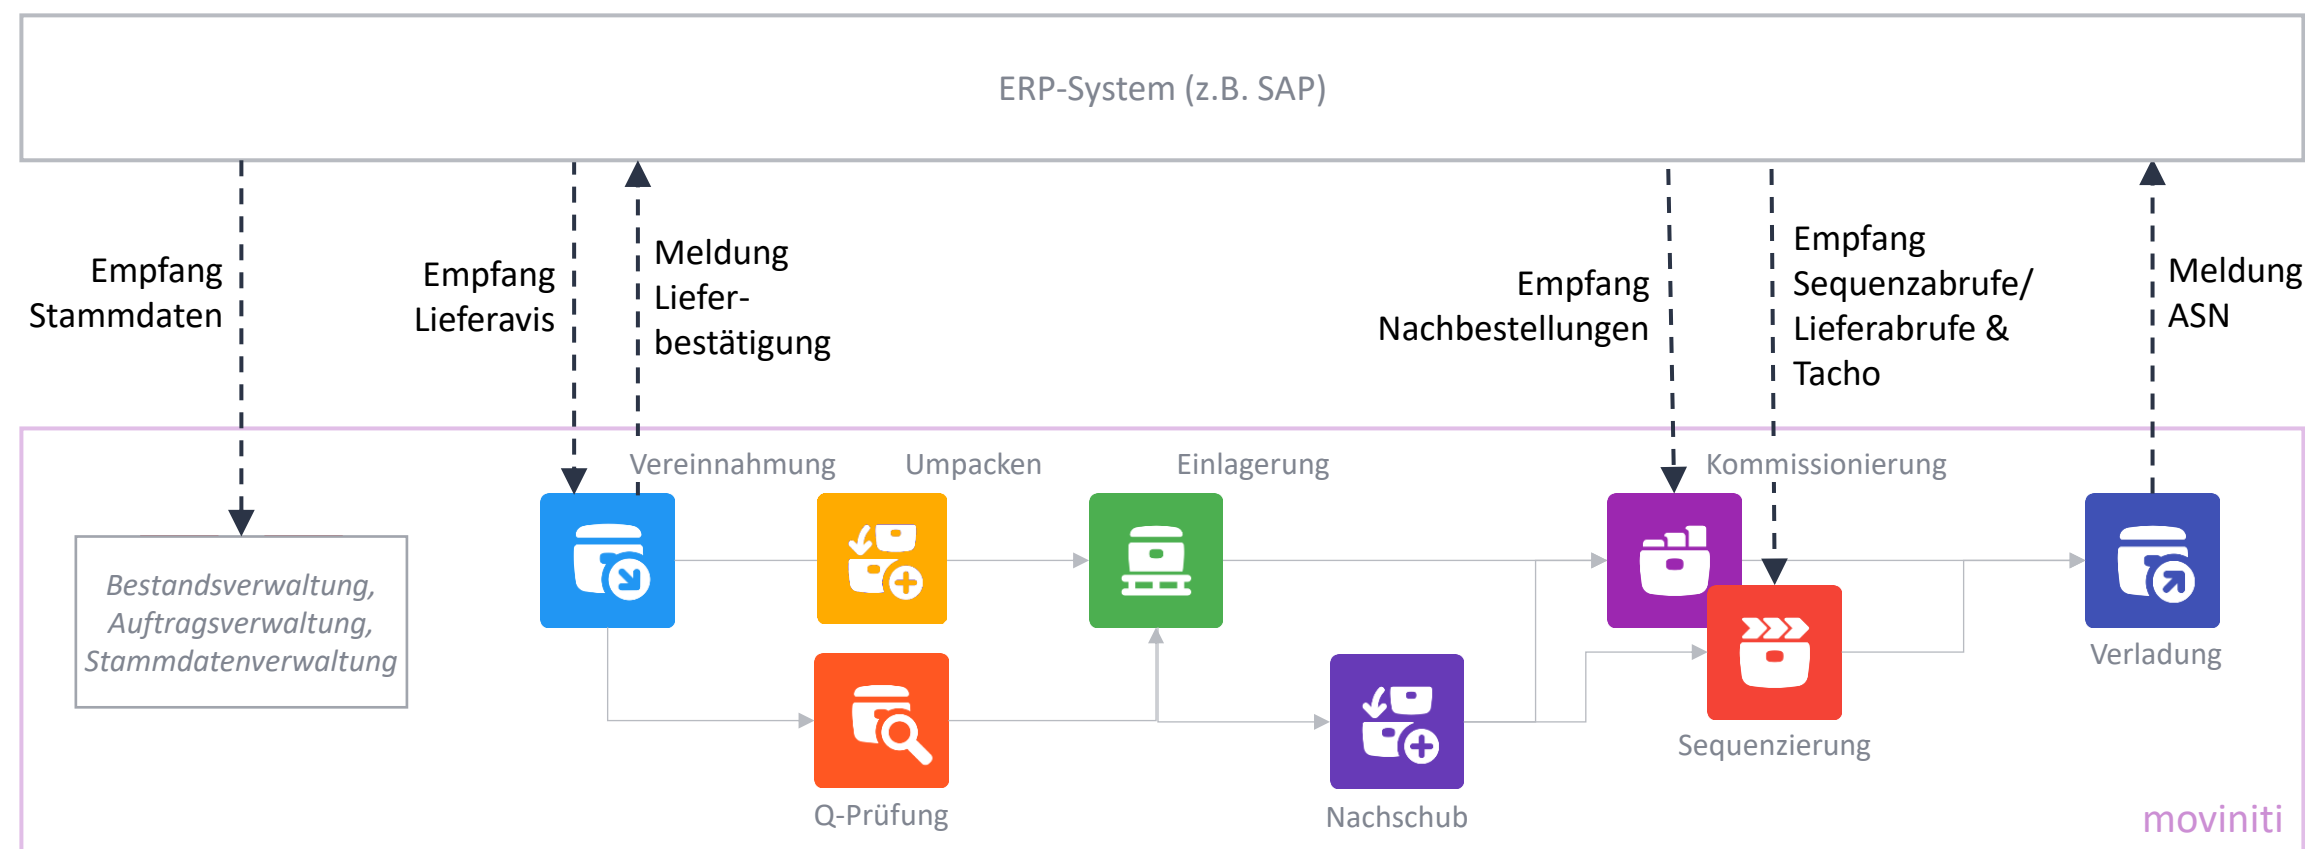 ERP-System (z.B. SAP)
Empfang
Stammdaten
Empfang
Lieferavis
Meldung
Liefer-
bestätigung
Empfang
Nachbestellungen
Empfang
Sequenzabrufe/
Lieferabrufe &
Tacho
Meldung
ASN
Vereinnahmung
Umpacken
Einlagerung
Kommissionierung
Bestandsverwaltung,
Auftragsverwaltung,
Stammdatenverwaltung
Verladung
Sequenzierung
Q-Prüfung
Nachschub
moviniti